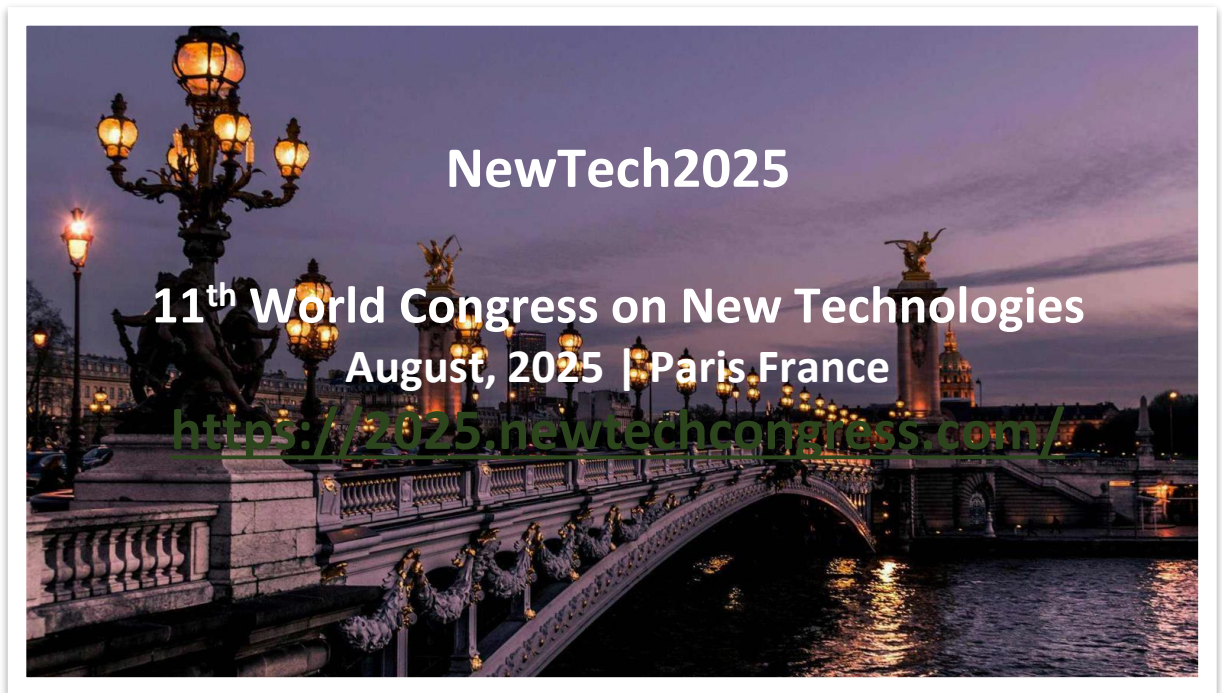 NewTech2025
11th World Congress on New Technologies
August, 2025 | Paris France
https://2025.newtechcongress.com/